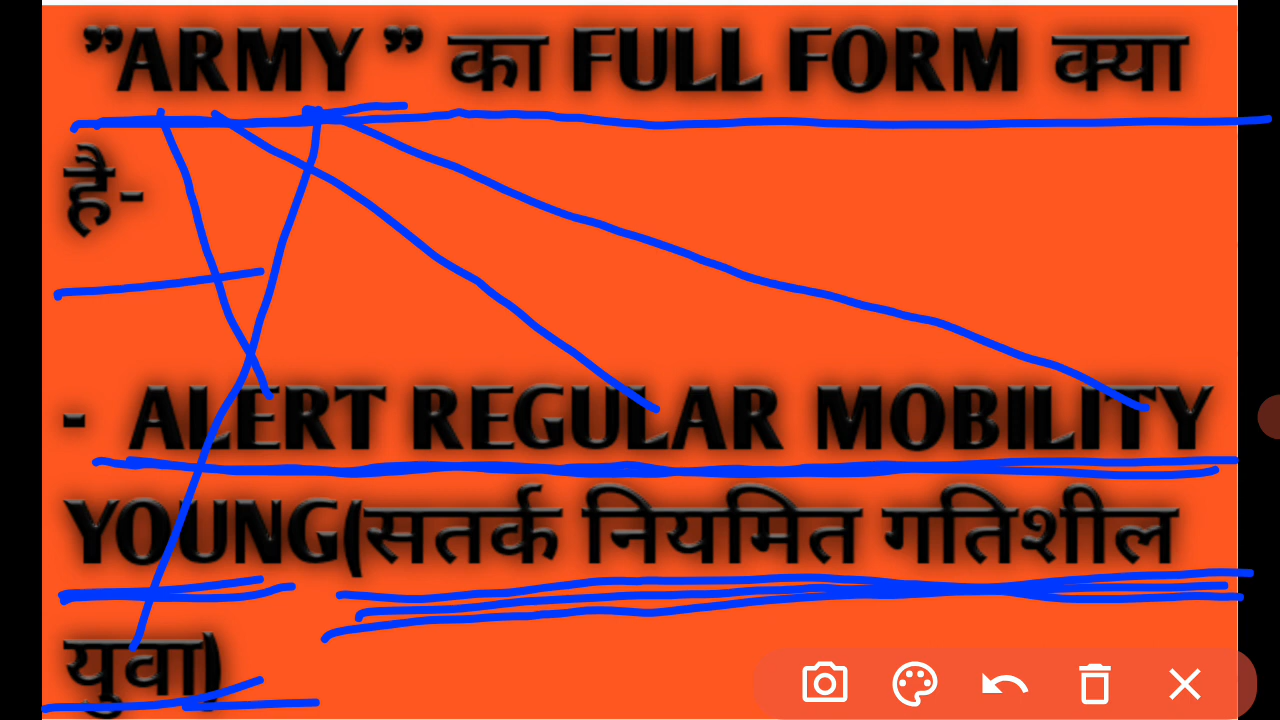 ”ARMY ” का FULL FORM क्या
है-
- ALERT REGULAR MOBILITY
YOUNG(सतर्क नियमित गतिशील
युवा)